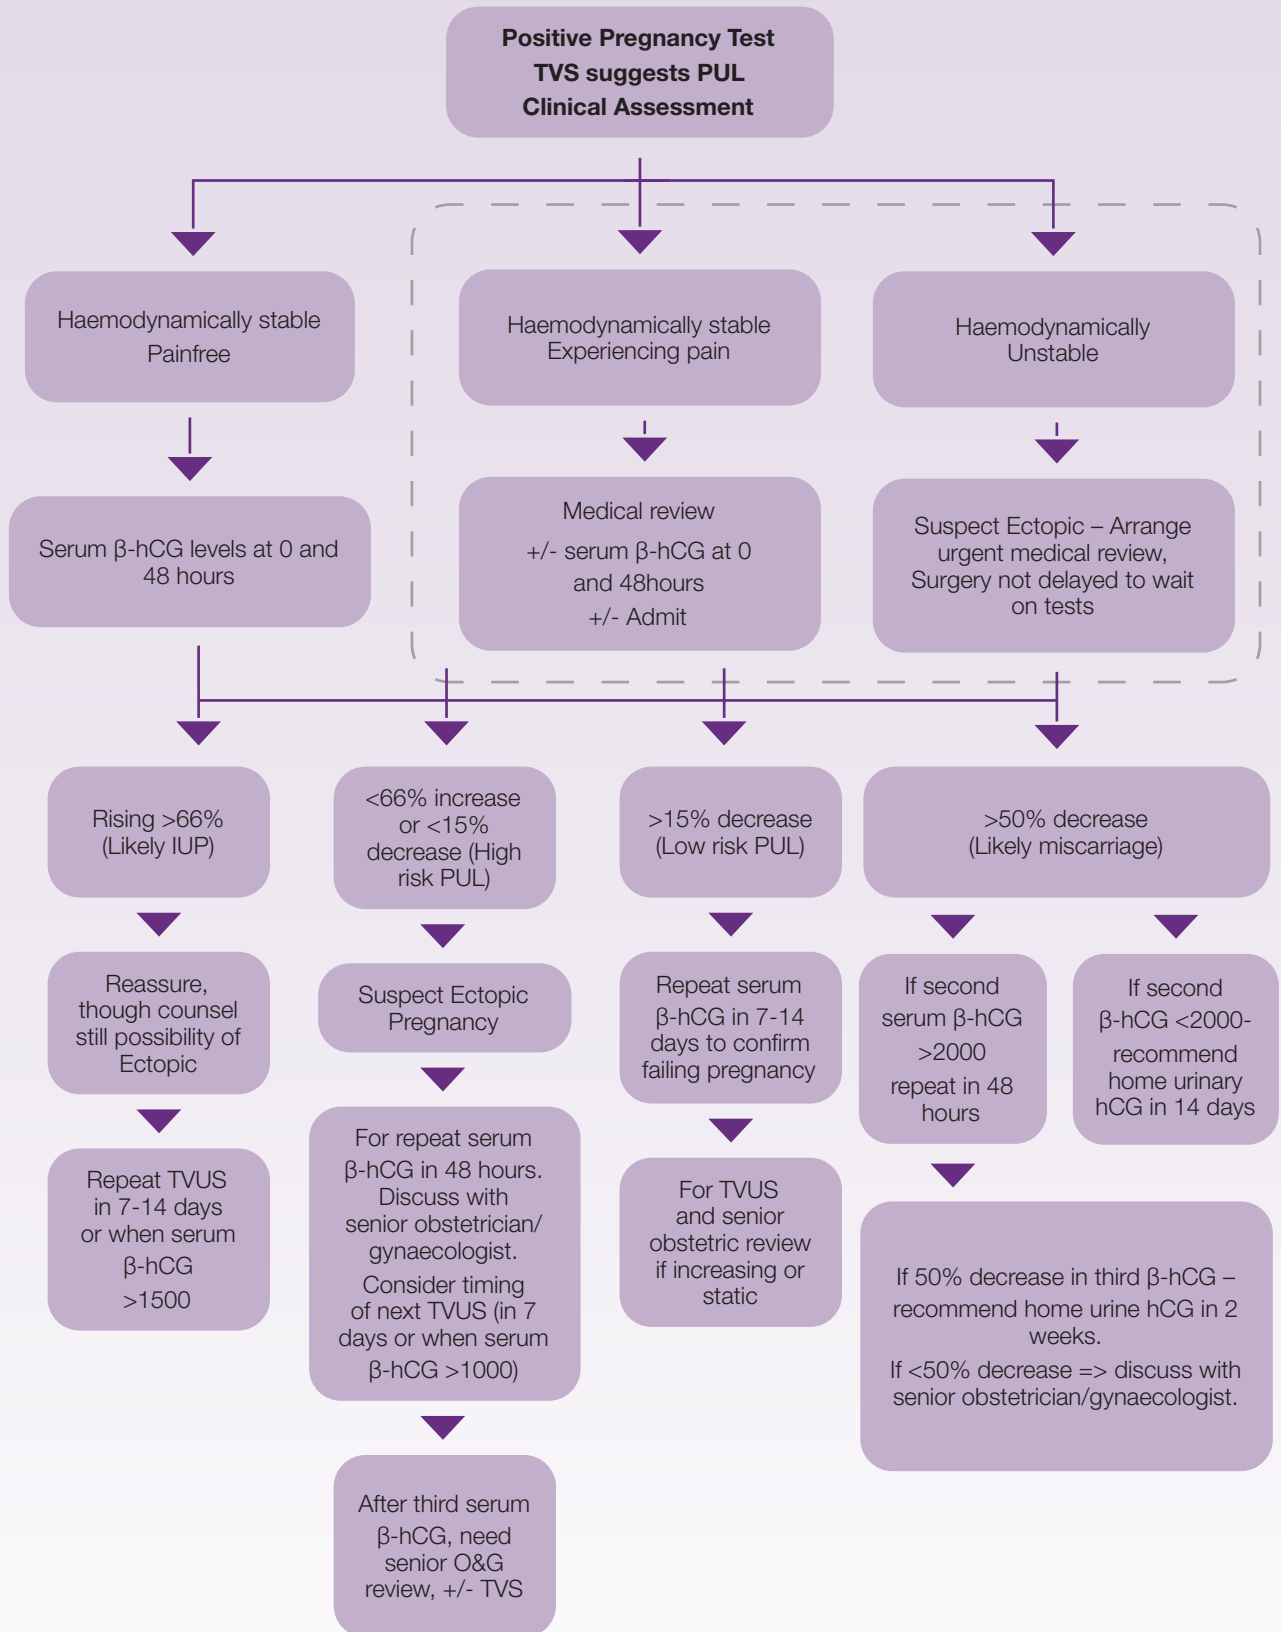 Positive Pregnancy Test
TVS suggests PUL
Clinical Assessment
Haemodynamically stable
Painfree
Haemodynamically stable
Experiencing pain
Haemodynamically
Unstable
Serum β-hCG levels at 0 and
48 hours
Medical review
+/- serum β-hCG at 0
and 48hours
+/- Admit
Suspect Ectopic – Arrange
urgent medical review,
Surgery not delayed to wait
on tests
Rising >66%
(Likely IUP)
<66% increase
or <15%
decrease (High
risk PUL)
>15% decrease
(Low risk PUL)
>50% decrease
(Likely miscarriage)
Reassure,
though counsel
still possibility of
Ectopic
Suspect Ectopic
Pregnancy
Repeat serum
β-hCG in 7-14
days to confirm
failing pregnancy
If second
serum β-hCG
>2000
repeat in 48
hours
If second
β-hCG <2000-
recommend
home urinary
hCG in 14 days
Repeat TVUS
in 7-14 days
or when serum
β-hCG
>1500
For repeat serum
β-hCG in 48 hours.
Discuss with
senior obstetrician/
gynaecologist.
Consider timing
of next TVUS (in 7
days or when serum
β-hCG >1000)
For TVUS
and senior
obstetric review
if increasing or
static
If 50% decrease in third β-hCG –
recommend home urine hCG in 2
weeks.
If <50% decrease => discuss with
senior obstetrician/gynaecologist.
After third serum
β-hCG, need
senior O&G
review, +/- TVS